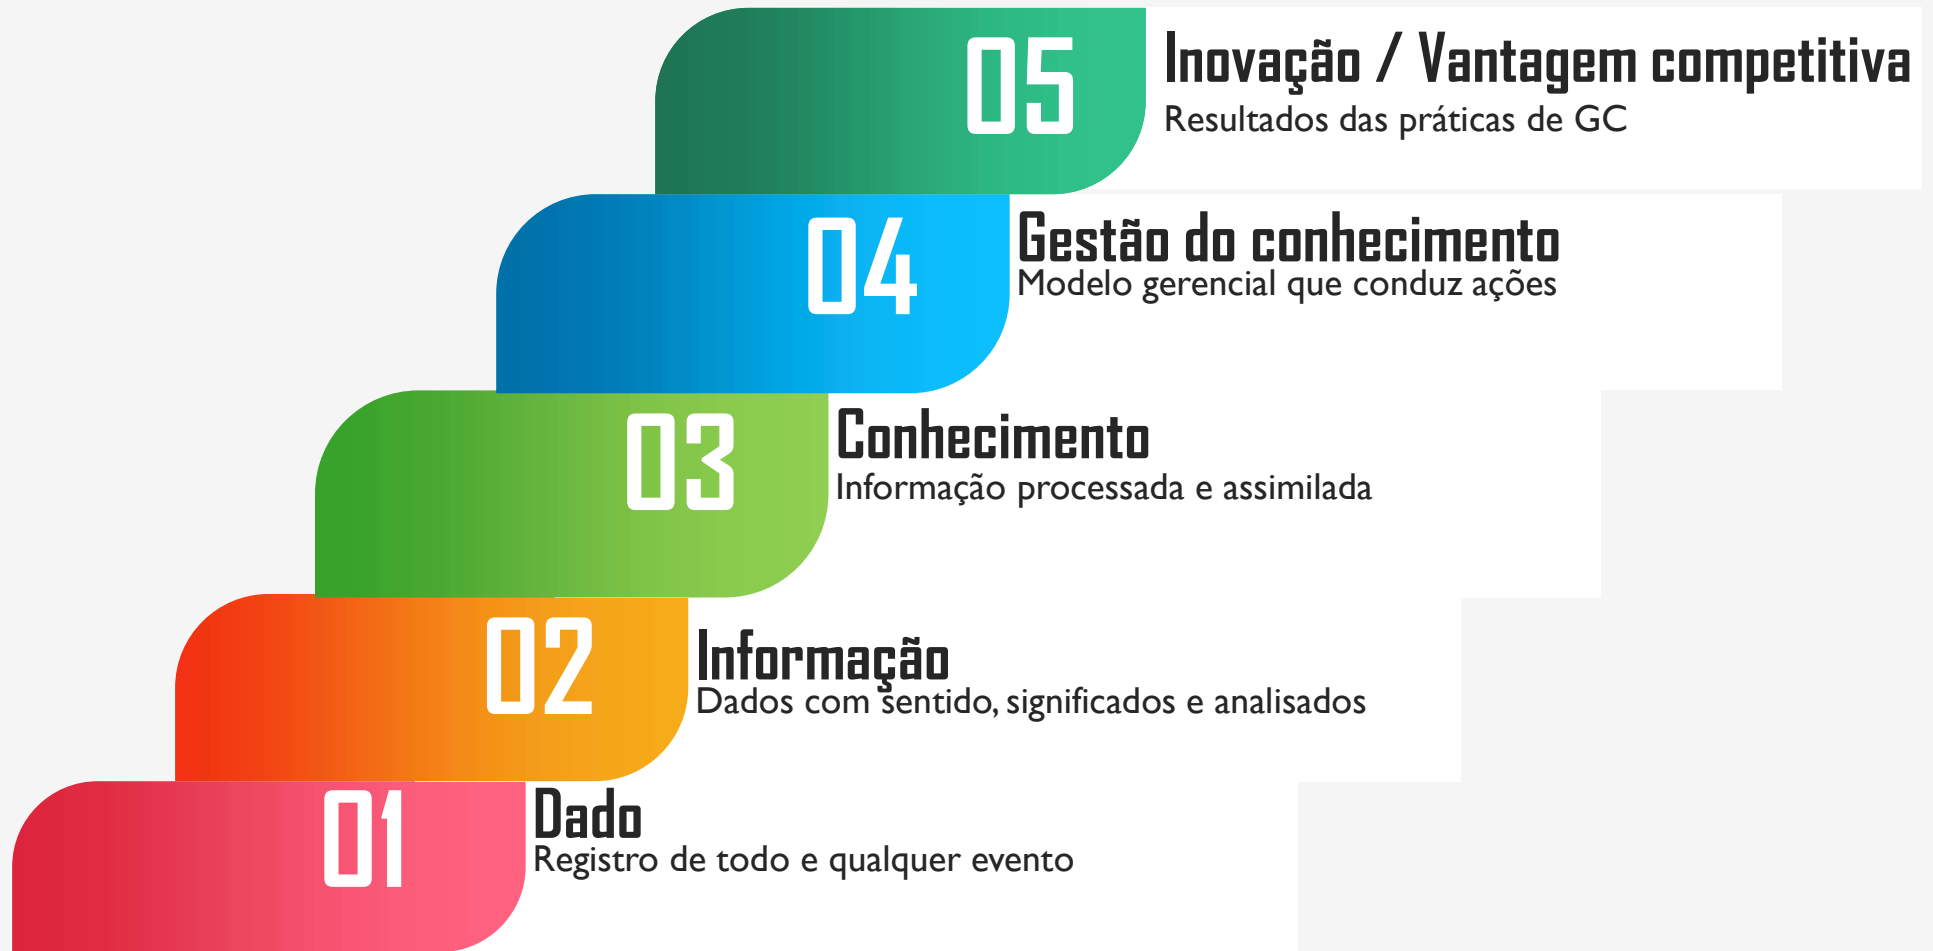 05
Inovação / Vantagem competitiva
Resultados das práticas de GC
04
Gestão do conhecimento
Modelo gerencial que conduz ações
03
Conhecimento
Informação processada e assimilada
02
Informação
Dados com sentido, significados e analisados
01
Dado
Registro de todo e qualquer evento